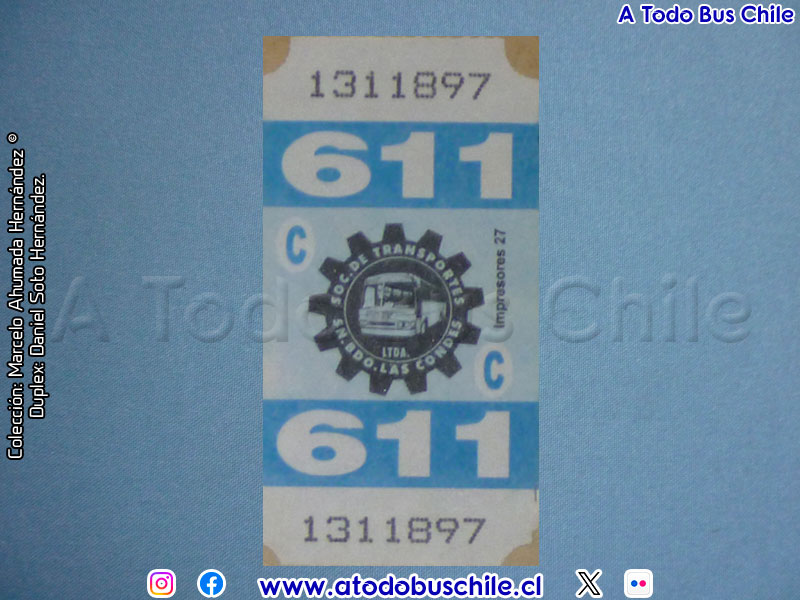 A Todo Bus Chile
1311897
611
C
SOC. DE TRANSPORTES
SN. BDO. LAS CONDES
LTDA.
Impresores 27
C
611
1311897
A Todo Bus Chile
Colección: Marcelo Ahumada Hernández ©
Duplex: Daniel Soto Hernández.
www.atodobuschile.cl